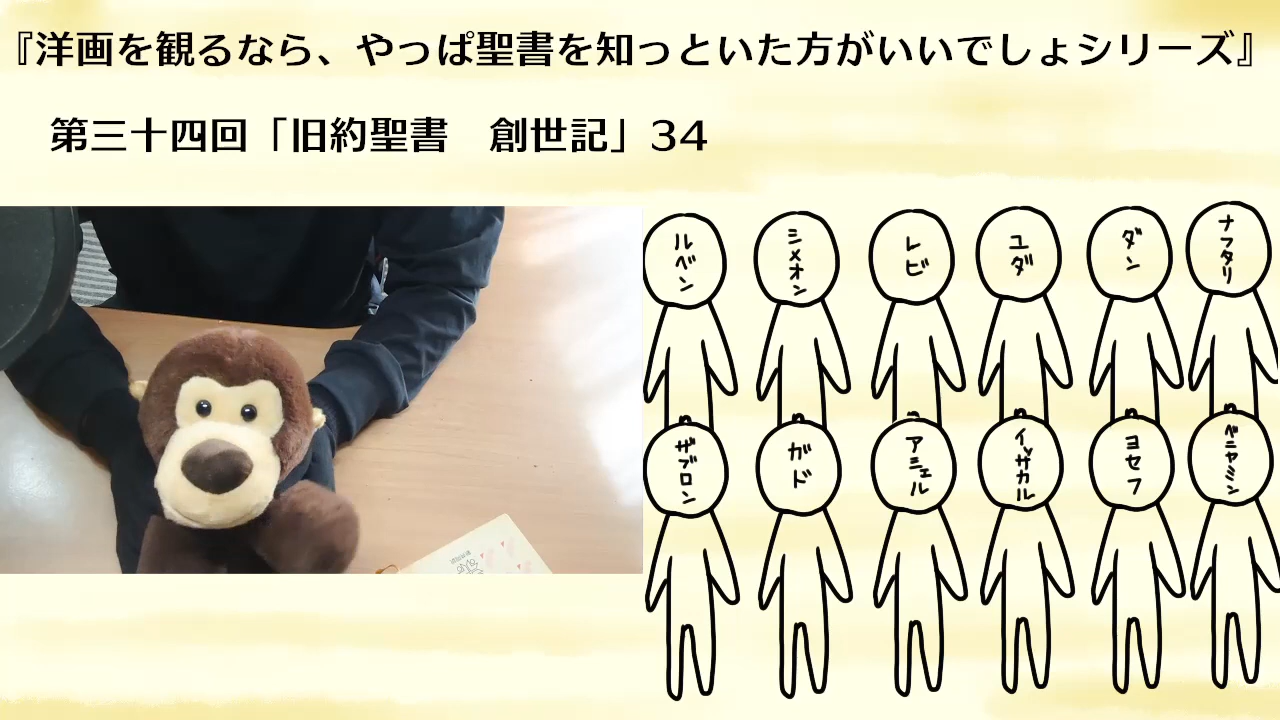 『洋画を観るなら、やっぱ聖書を知っといた方がいいでしょシリーズ』
第三十四回「旧約聖書 創世記」34
ルベン
シメオン
レビ
ユダ
ダン
ナフタリ
ザブロン
ガド
アシェル
イッサカル
ヨセフ
ベニヤミン